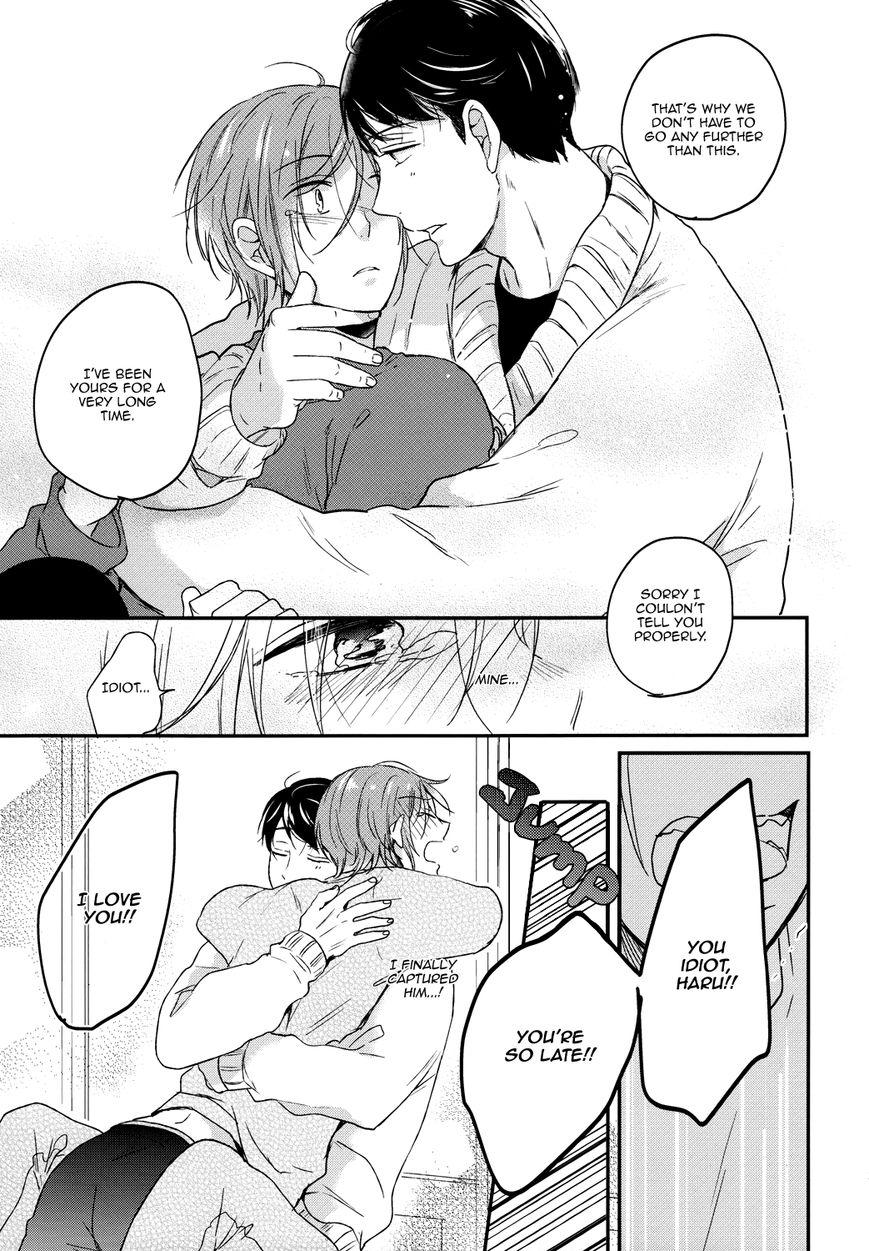 THAT'S WHY WE
DON'T HAVE TO
GO ANY FURTHER
THAN THIS.
I'VE BEEN
YOURS FOR A
VERY LONG
TIME.
SORRY I
COULDN'T
TELL YOU
PROPERLY.
MINE...
IDIOT...
YOU
IDIOT,
HARU!!
JUMP
YOU'RE
SO LATE!!
I FINALLY
CAPTURED
HIM...!
I LOVE
YOU!!